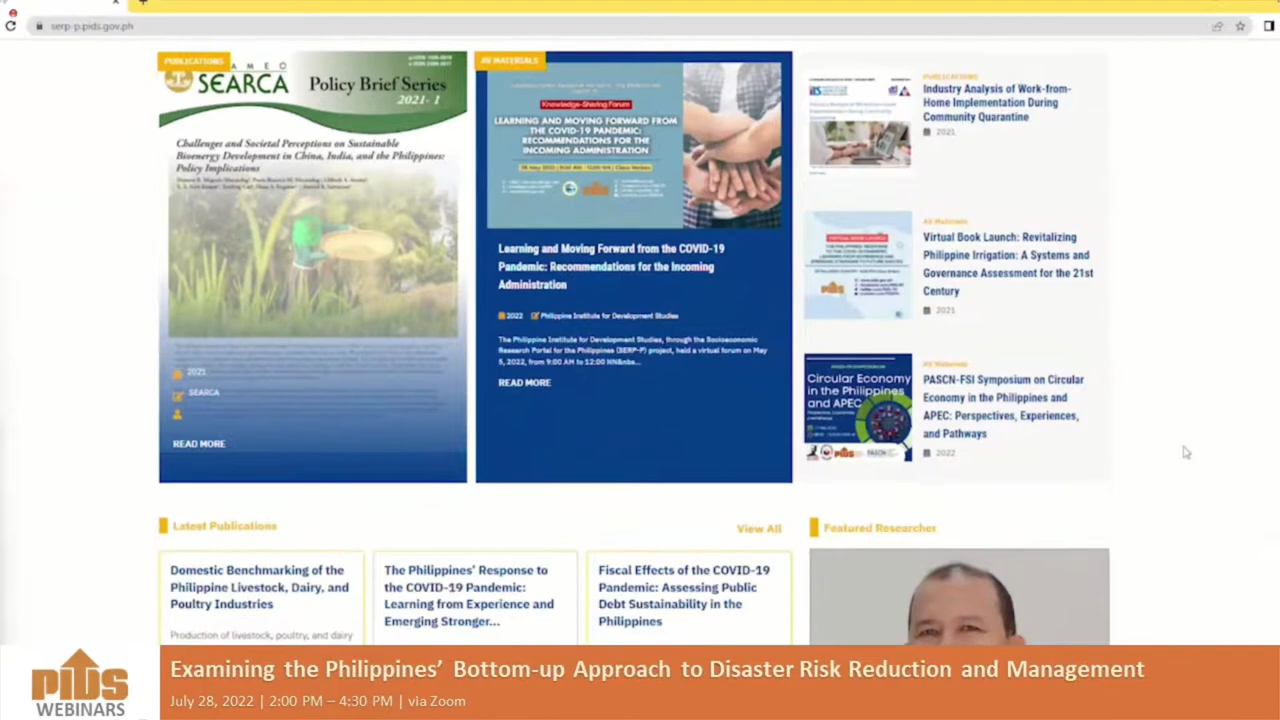 serp-p.pids.gov.ph
PUBLICATIONS
SEARCA
Policy Brief Series
2021- 1
Challenges and Societal Perceptions on Sustainable
Bioenergy Development in China, India, and the Philippines:
Policy Implications
2021
SEARCA
READ MORE
AV MATERIALS
Knowledge-Sharing Forum
LEARNING AND MOVING FORWARD FROM
THE COVID-19 PANDEMIC:
RECOMMENDATIONS FOR THE
INCOMING ADMINISTRATION
Learning and Moving Forward from the COVID-19
Pandemic: Recommendations for the Incoming
Administration
2022 Philippine Institute for Development Studies
The Philippine Institute for Development Studies, through the Socioeconomic
Research Portal for the Philippines (SERP-P) project, held a virtual forum on May
5, 2022, from 9:00 AM to 12:00 NN&nbs...
READ MORE
PUBLICATIONS
Industry Analysis of Work-from-
Home Implementation During
Community Quarantine
2021
AV Materials
Virtual Book Launch: Revitalizing
Philippine Irrigation: A Systems and
Governance Assessment for the 21st
Century
2021
Circular Economy
in the Philippines
and APEC
AV Materials
PASCN-FSI Symposium on Circular
Economy in the Philippines and
APEC: Perspectives, Experiences,
and Pathways
2022
Latest Publications
View All
Featured Researcher
Domestic Benchmarking of the
Philippine Livestock, Dairy, and
Poultry Industries
Production of livestock, poultry, and dairy
The Philippines' Response to
the COVID-19 Pandemic:
Learning from Experience and
Emerging Stronger...
Fiscal Effects of the COVID-19
Pandemic: Assessing Public
Debt Sustainability in the
Philippines
PIDS
WEBINARS
Examining the Philippines' Bottom-up Approach to Disaster Risk Reduction and Management
July 28, 2022 | 2:00 PM – 4:30 PM | via Zoom